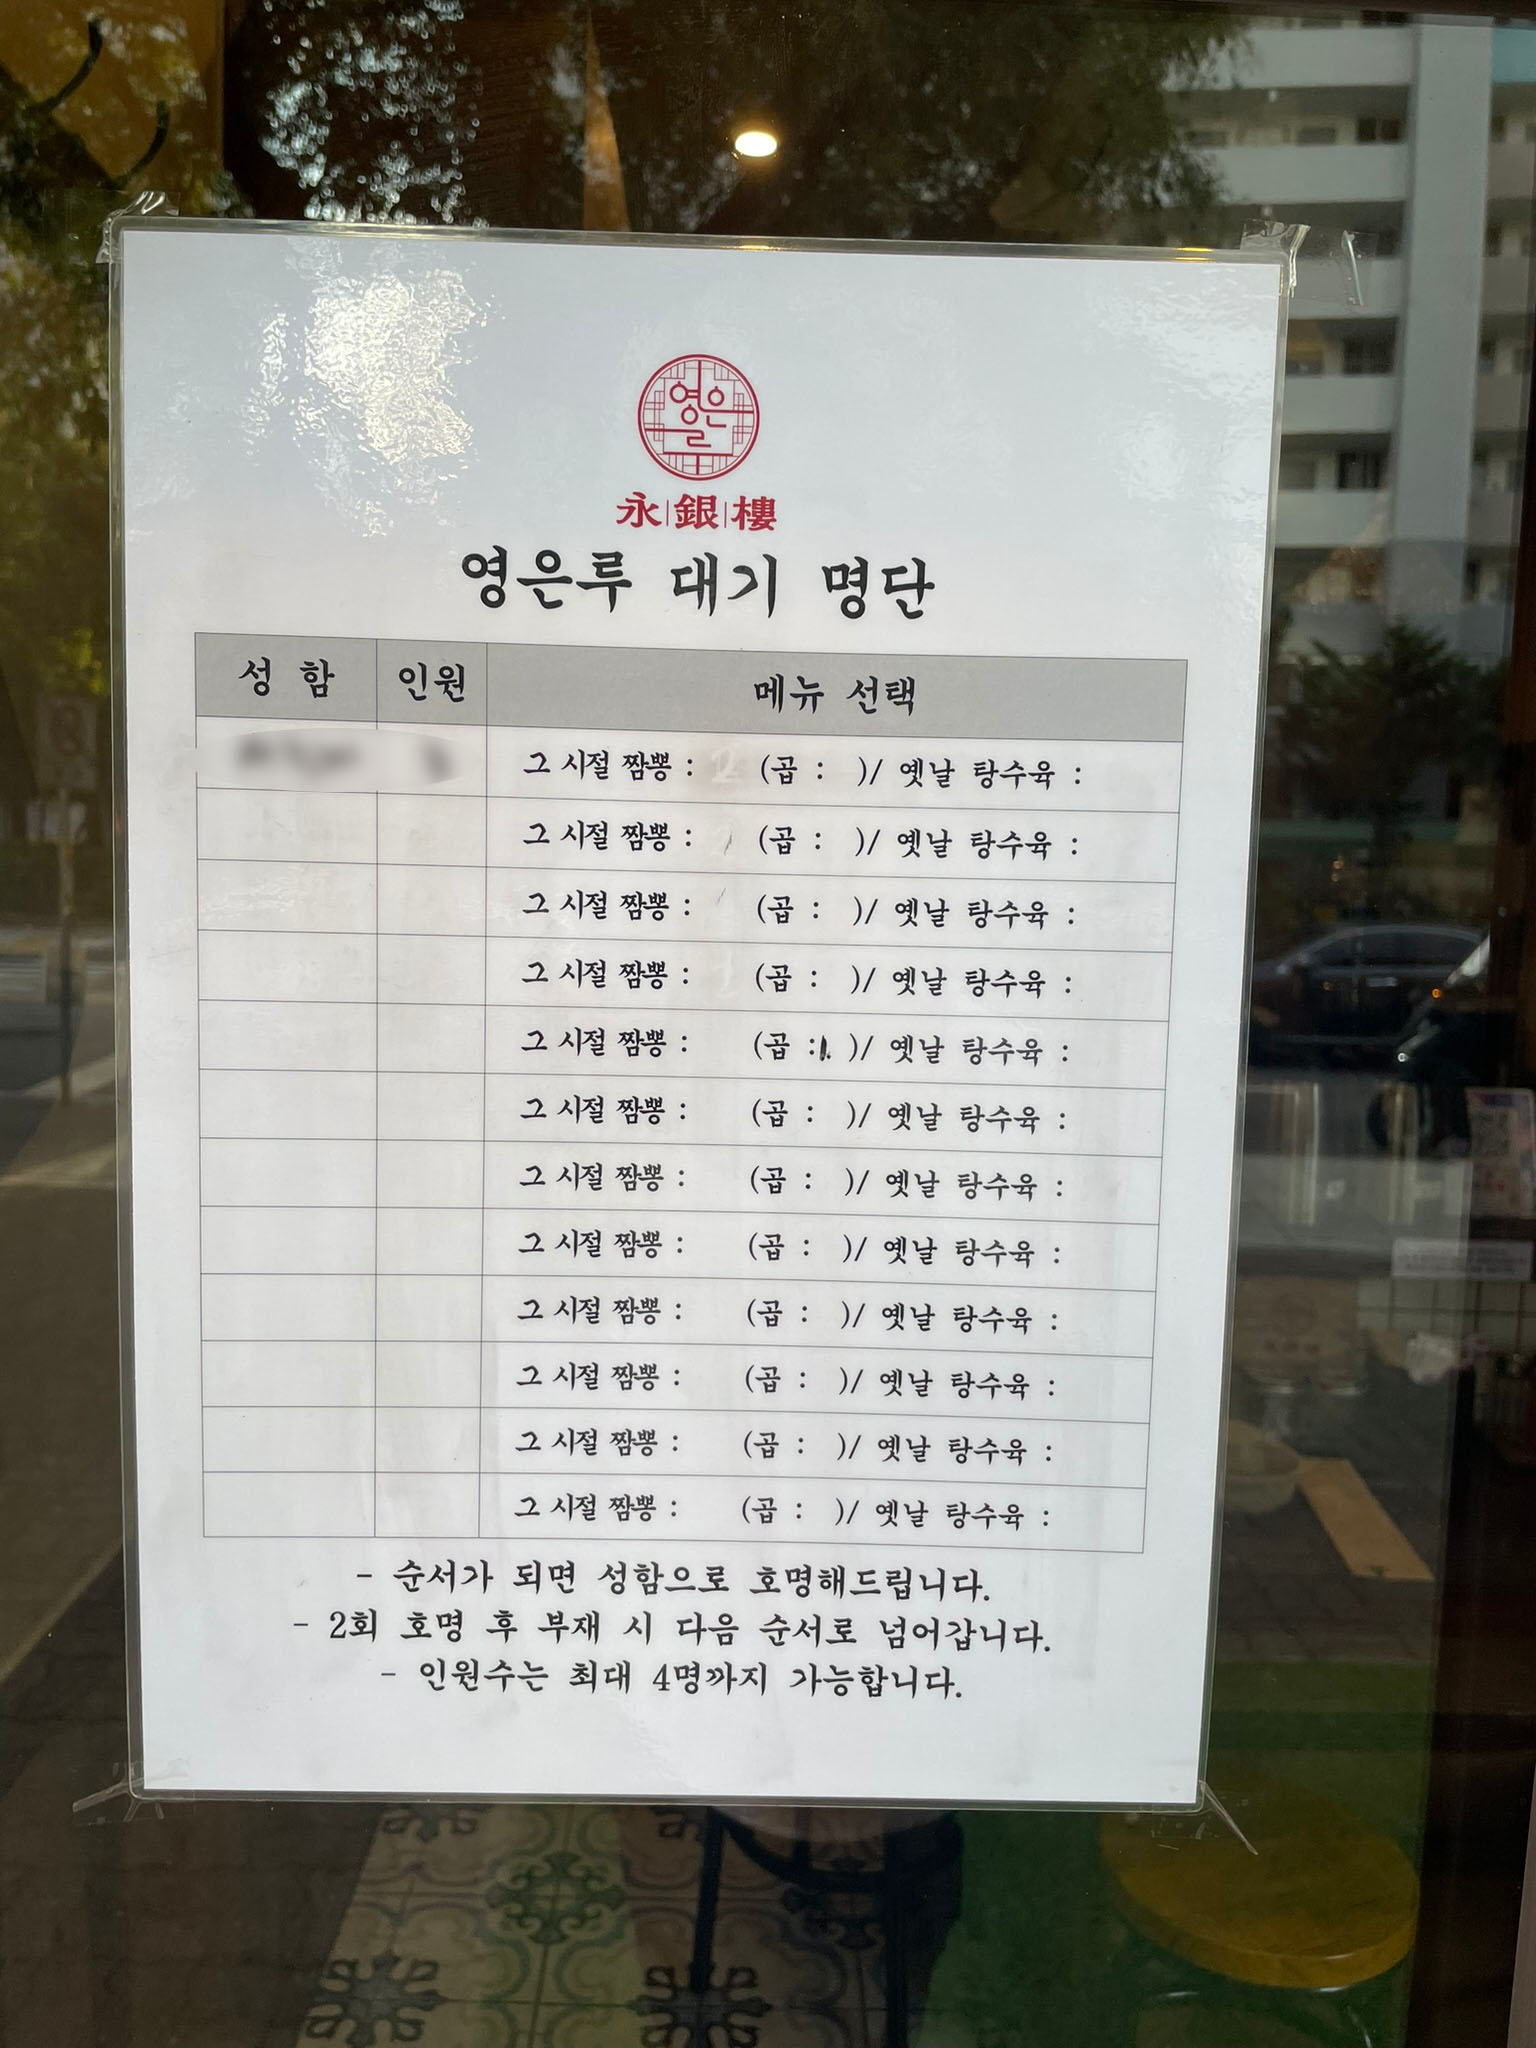 영은루
永銀樓
영은루 대기 명단
성 함 인원 메뉴 선택
그 시절 짬뽕 : (곱 : )/ 옛날 탕수육 :
그 시절 짬뽕 : (곱 : )/ 옛날 탕수육 :
그 시절 짬뽕 : (곱 : )/ 옛날 탕수육 :
그 시절 짬뽕 : (곱 : )/ 옛날 탕수육 :
그 시절 짬뽕 : (곱 : )/ 옛날 탕수육 :
그 시절 짬뽕 : (곱 : )/ 옛날 탕수육 :
그 시절 짬뽕 : (곱 : )/ 옛날 탕수육 :
그 시절 짬뽕 : (곱 : )/ 옛날 탕수육 :
그 시절 짬뽕 : (곱 : )/ 옛날 탕수육 :
그 시절 짬뽕 : (곱 : )/ 옛날 탕수육 :
그 시절 짬뽕 : (곱 : )/ 옛날 탕수육 :
그 시절 짬뽕 : (곱 : )/ 옛날 탕수육 :
- 순서가 되면 성함으로 호명해드립니다.
- 2회 호명 후 부재 시 다음 순서로 넘어갑니다.
- 인원수는 최대 4명까지 가능합니다.